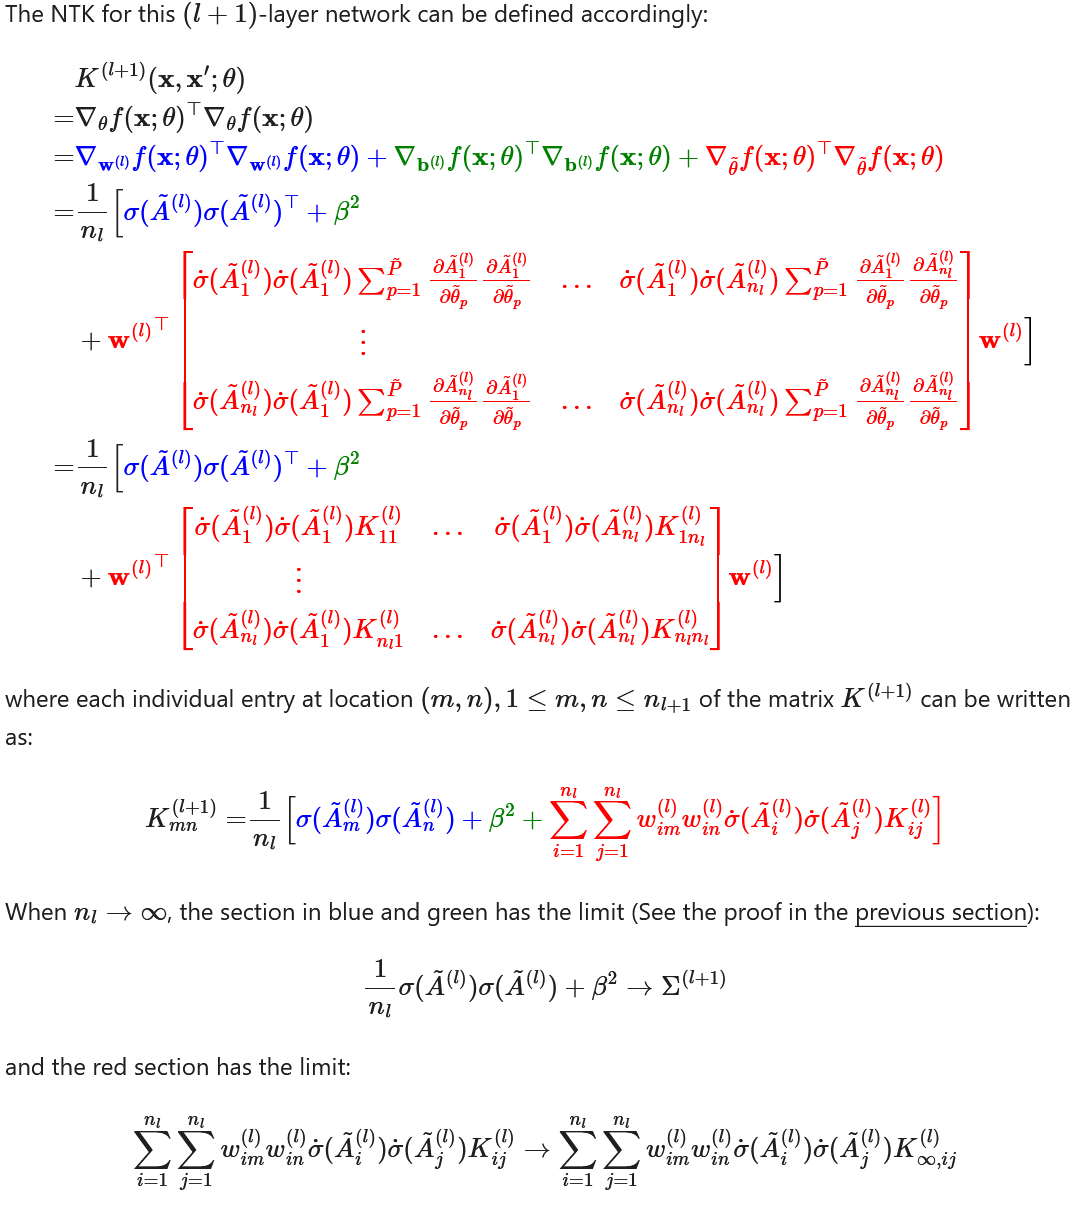 The NTK for this (l + 1)-layer network can be defined accordingly:
K^{(l+1)}(\mathbf{x}, \mathbf{x}'; \theta)
=\nabla_\theta f(\mathbf{x}; \theta)^\top \nabla_\theta f(\mathbf{x}; \theta)
=\nabla_{\mathbf{w}^{(l)}} f(\mathbf{x}; \theta)^\top \nabla_{\mathbf{w}^{(l)}} f(\mathbf{x}; \theta) + \nabla_{\mathbf{b}^{(l)}} f(\mathbf{x}; \theta)^\top \nabla_{\mathbf{b}^{(l)}} f(\mathbf{x}; \theta) + \nabla_{\tilde{\theta}} f(\mathbf{x}; \theta)^\top \nabla_{\tilde{\theta}} f(\mathbf{x}; \theta)
=\frac{1}{n_l} \Big[ \sigma(\tilde{A}^{(l)})\sigma(\tilde{A}^{(l)})^\top + \beta^2
+ {\mathbf{w}^{(l)}}^\top \begin{bmatrix} \dot{\sigma}(\tilde{A}_1^{(l)})\dot{\sigma}(\tilde{A}_1^{(l)}) \sum_{p=1}^{\tilde{P}} \frac{\partial \tilde{A}_1^{(l)}}{\partial \tilde{\theta}_p} \frac{\partial \tilde{A}_1^{(l)}}{\partial \tilde{\theta}_p} & \dots & \dot{\sigma}(\tilde{A}_1^{(l)})\dot{\sigma}(\tilde{A}_{n_l}^{(l)}) \sum_{p=1}^{\tilde{P}} \frac{\partial \tilde{A}_1^{(l)}}{\partial \tilde{\theta}_p} \frac{\partial \tilde{A}_{n_l}^{(l)}}{\partial \tilde{\theta}_p} \\ \vdots \\ \dot{\sigma}(\tilde{A}_{n_l}^{(l)})\dot{\sigma}(\tilde{A}_1^{(l)}) \sum_{p=1}^{\tilde{P}} \frac{\partial \tilde{A}_{n_l}^{(l)}}{\partial \tilde{\theta}_p} \frac{\partial \tilde{A}_1^{(l)}}{\partial \tilde{\theta}_p} & \dots & \dot{\sigma}(\tilde{A}_{n_l}^{(l)})\dot{\sigma}(\tilde{A}_{n_l}^{(l)}) \sum_{p=1}^{\tilde{P}} \frac{\partial \tilde{A}_{n_l}^{(l)}}{\partial \tilde{\theta}_p} \frac{\partial \tilde{A}_{n_l}^{(l)}}{\partial \tilde{\theta}_p} \end{bmatrix} \mathbf{w}^{(l)} \Big]
=\frac{1}{n_l} \Big[ \sigma(\tilde{A}^{(l)})\sigma(\tilde{A}^{(l)})^\top + \beta^2
+ {\mathbf{w}^{(l)}}^\top \begin{bmatrix} \dot{\sigma}(\tilde{A}_1^{(l)})\dot{\sigma}(\tilde{A}_1^{(l)}) K_{11}^{(l)} & \dots & \dot{\sigma}(\tilde{A}_1^{(l)})\dot{\sigma}(\tilde{A}_{n_l}^{(l)}) K_{1n_l}^{(l)} \\ \vdots \\ \dot{\sigma}(\tilde{A}_{n_l}^{(l)})\dot{\sigma}(\tilde{A}_1^{(l)}) K_{n_l1}^{(l)} & \dots & \dot{\sigma}(\tilde{A}_{n_l}^{(l)})\dot{\sigma}(\tilde{A}_{n_l}^{(l)}) K_{n_ln_l}^{(l)} \end{bmatrix} \mathbf{w}^{(l)} \Big]
where each individual entry at location (m, n), 1 ≤ m, n ≤ n_{l+1} of the matrix K^{(l+1)} can be written
as:
K_{mn}^{(l+1)} =\frac{1}{n_l} \Big[ \sigma(\tilde{A}_m^{(l)})\sigma(\tilde{A}_n^{(l)}) + \beta^2 + \sum_{i=1}^{n_l} \sum_{j=1}^{n_l} w_{im}^{(l)} w_{in}^{(l)} \dot{\sigma}(\tilde{A}_i^{(l)}) \dot{\sigma}(\tilde{A}_j^{(l)}) K_{ij}^{(l)} \Big]
When n_l → ∞, the section in blue and green has the limit (See the proof in the previous section):
\frac{1}{n_l} \sigma(\tilde{A}^{(l)})\sigma(\tilde{A}^{(l)}) + \beta^2 \to \Sigma^{(l+1)}
and the red section has the limit:
\sum_{i=1}^{n_l} \sum_{j=1}^{n_l} w_{im}^{(l)} w_{in}^{(l)} \dot{\sigma}(\tilde{A}_i^{(l)}) \dot{\sigma}(\tilde{A}_j^{(l)}) K_{ij}^{(l)} \to \sum_{i=1}^{n_l} \sum_{j=1}^{n_l} w_{im}^{(l)} w_{in}^{(l)} \dot{\sigma}(\tilde{A}_i^{(l)}) \dot{\sigma}(\tilde{A}_j^{(l)}) K_{\infty,ij}^{(l)}